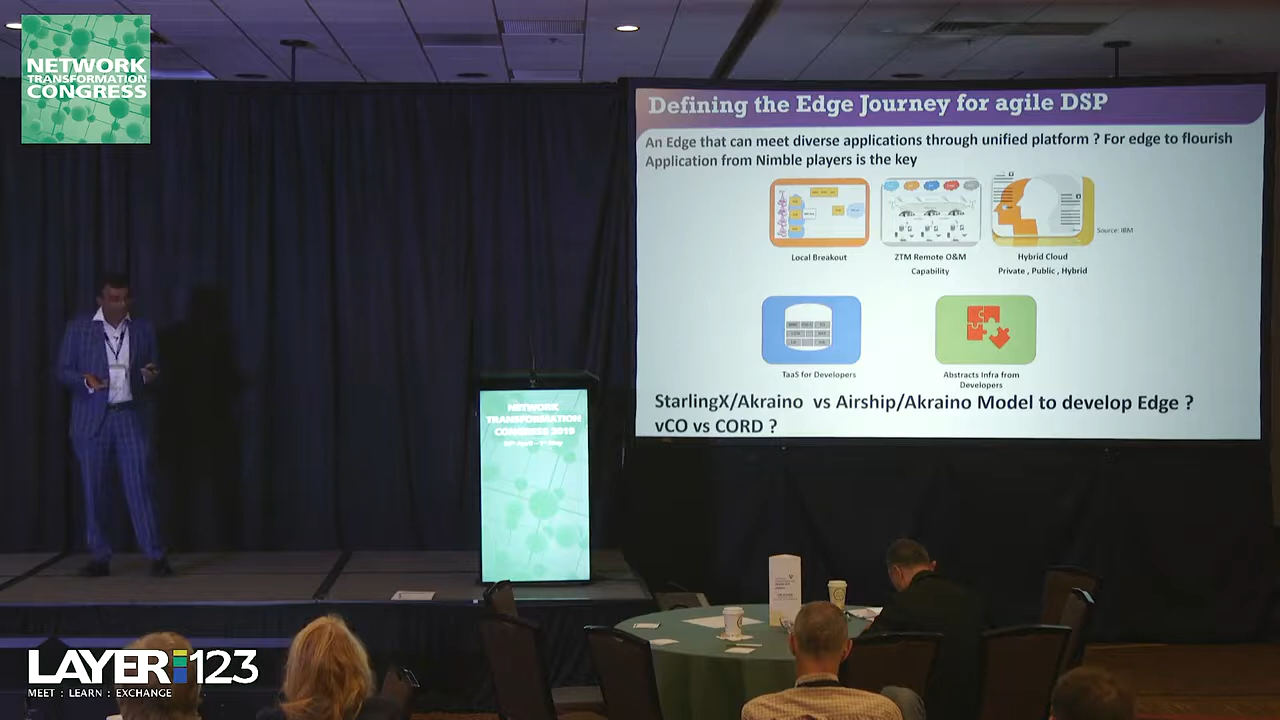 NETWORK
TRANSFORMATION
CONGRESS
Defining the Edge Journey for agile DSP
An Edge that can meet diverse applications through unified platform ? For edge to flourish
Application from Nimble players is the key
Source: IBM
Local Breakout
ZTM Remote O&M
Capability
Hybrid Cloud
Private , Public , Hybrid
TaaS for Developers
Abstracts Infra from
Developers
StarlingX/Akraino vs Airship/Akraino Model to develop Edge ?
vCO vs CORD ?
NETWORK
TRANSFORMATION
CONGRESS 2019
LAYER123
MEET : LEARN : EXCHANGE